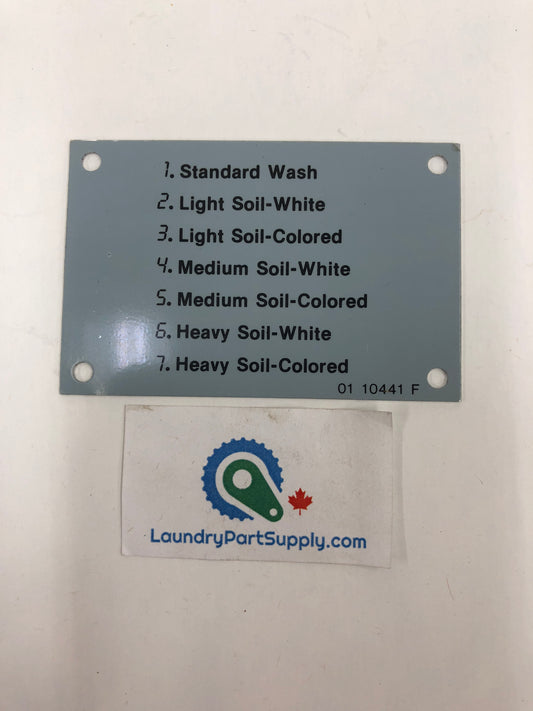 1. Standard Wash
2. Light Soil-White
3. Light Soil-Colored
4. Medium Soil-White
5. Medium Soil-Colored
6. Heavy Soil-White
7. Heavy Soil-Colored
01 10441 F
LaundryPartSupply.com